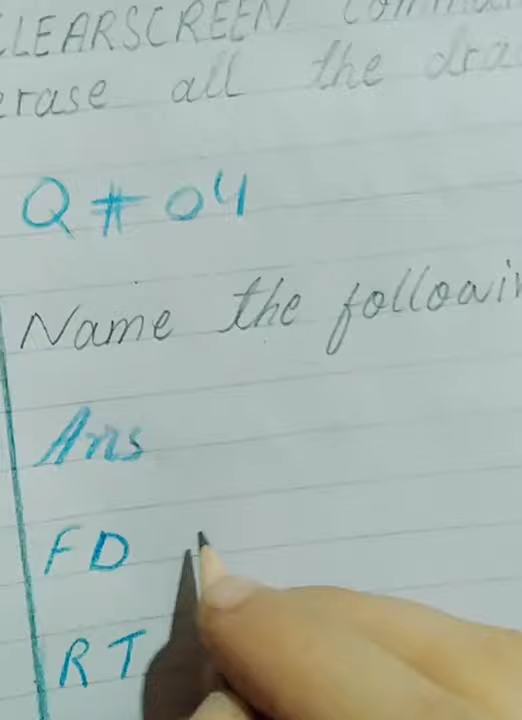 CLEARSCREEN
erase all the
Q # 04
Name the
Ans
FD
RT